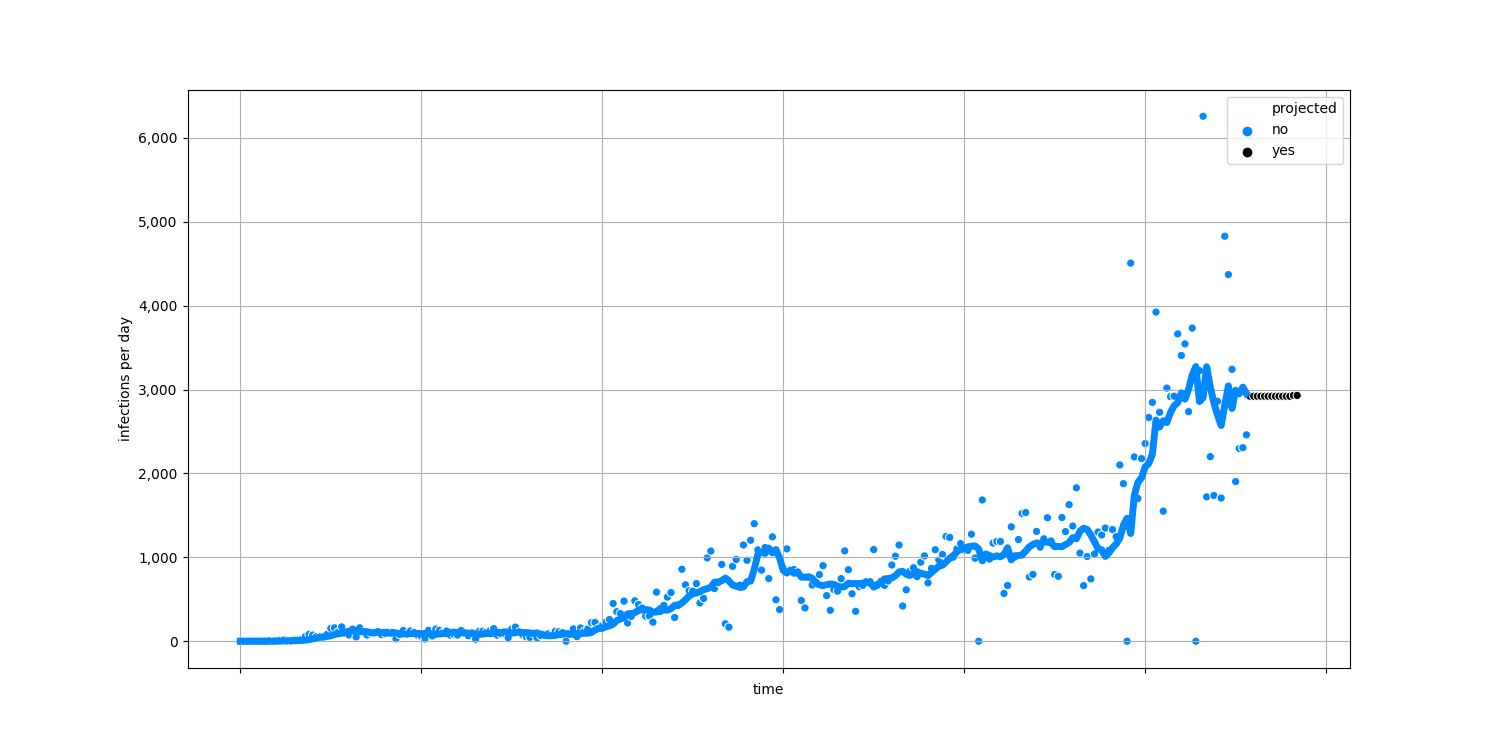 6,000
5,000
4,000
3,000
2,000
1,000
0
infections per day
time
projected
no
yes